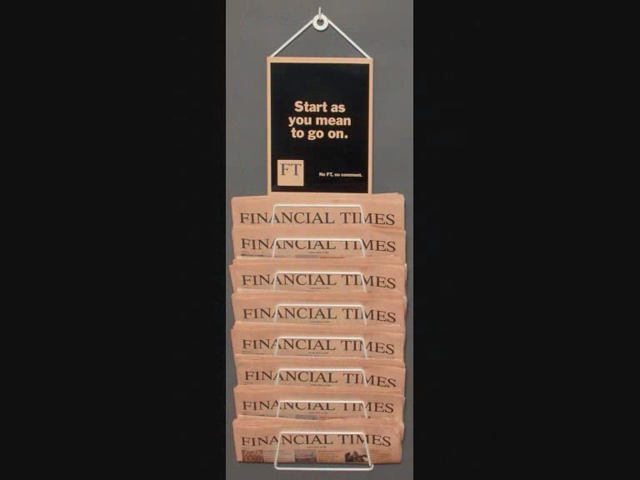 Start as
you mean
to go on.
FT
No FT, no comment.
FINANCIAL TIMES
FINANCIAL TIMES
FINANCIAL TIMES
FINANCIAL TIMES
FINANCIAL TIMES
FINANCIAL TIMES
FINANCIAL TIMES
FINANCIAL TIMES